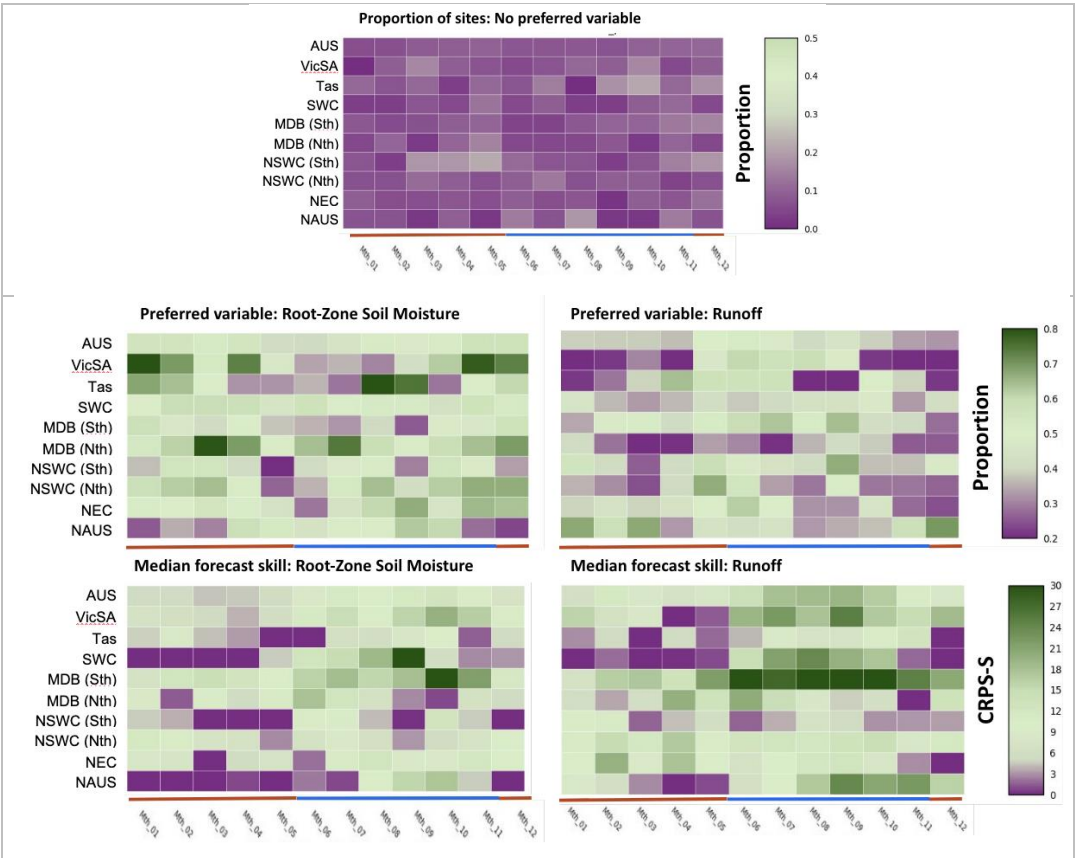 Proportion of sites: No preferred variable
AUS
VicSA
Tas
SWC
MDB (Sth)
MDB (Nth)
NSWC (Sth)
NSWC (Nth)
NEC
NAUS
0.5
0.4
0.3
0.2
0.1
0.0
Proportion
Mth_01 Mth_02 Mth_03 Mth_04 Mth_05 Mth_06 Mth_07 Mth_08 Mth_09 Mth_10 Mth_11 Mth_12
Preferred variable: Root-Zone Soil Moisture
AUS
VicSA
Tas
SWC
MDB (Sth)
MDB (Nth)
NSWC (Sth)
NSWC (Nth)
NEC
NAUS
Preferred variable: Runoff
0.8
0.7
0.6
0.5
0.4
0.3
0.2
Proportion
Median forecast skill: Root-Zone Soil Moisture
AUS
VicSA
Tas
SWC
MDB (Sth)
MDB (Nth)
NSWC (Sth)
NSWC (Nth)
NEC
NAUS
Mth_01 Mth_02 Mth_03 Mth_04 Mth_05 Mth_06 Mth_07 Mth_08 Mth_09 Mth_10 Mth_11 Mth_12
Median forecast skill: Runoff
Mth_01 Mth_02 Mth_03 Mth_04 Mth_05 Mth_06 Mth_07 Mth_08 Mth_09 Mth_10 Mth_11 Mth_12
30
27
24
21
18
15
12
9
6
3
0
CRPS-S